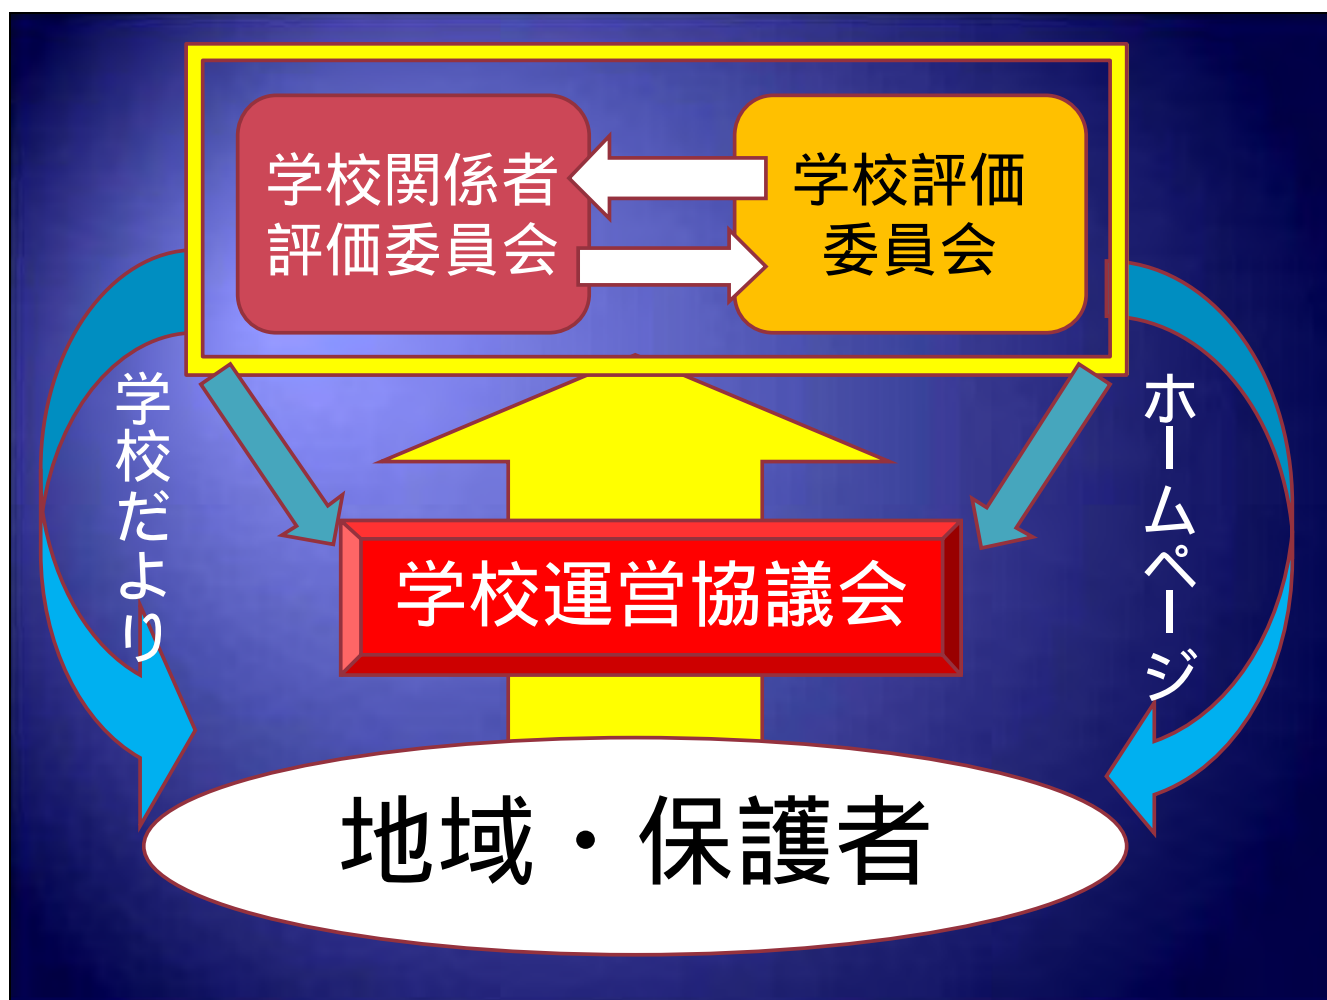 学校関係者
評価委員会
学校評価
委員会
学校だより
ホームページ
学校運営協議会
地域・保護者